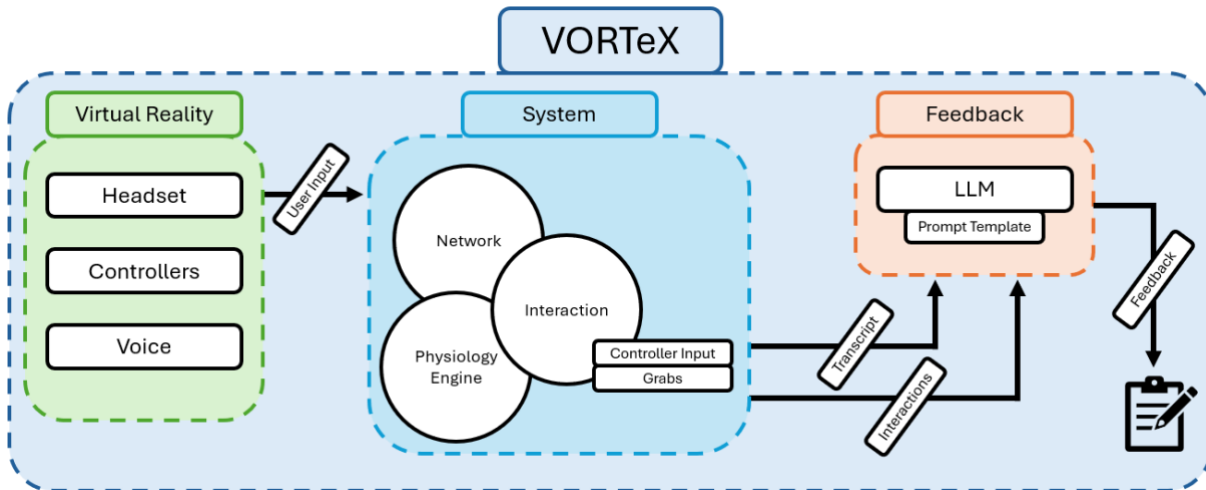 VORTeX
Virtual Reality
Headset
Controllers
Voice
User Input
System
Network
Interaction
Physiology
Engine
Controller Input
Grabs
Transcript
Interactions
Feedback
LLM
Prompt Template
Feedback